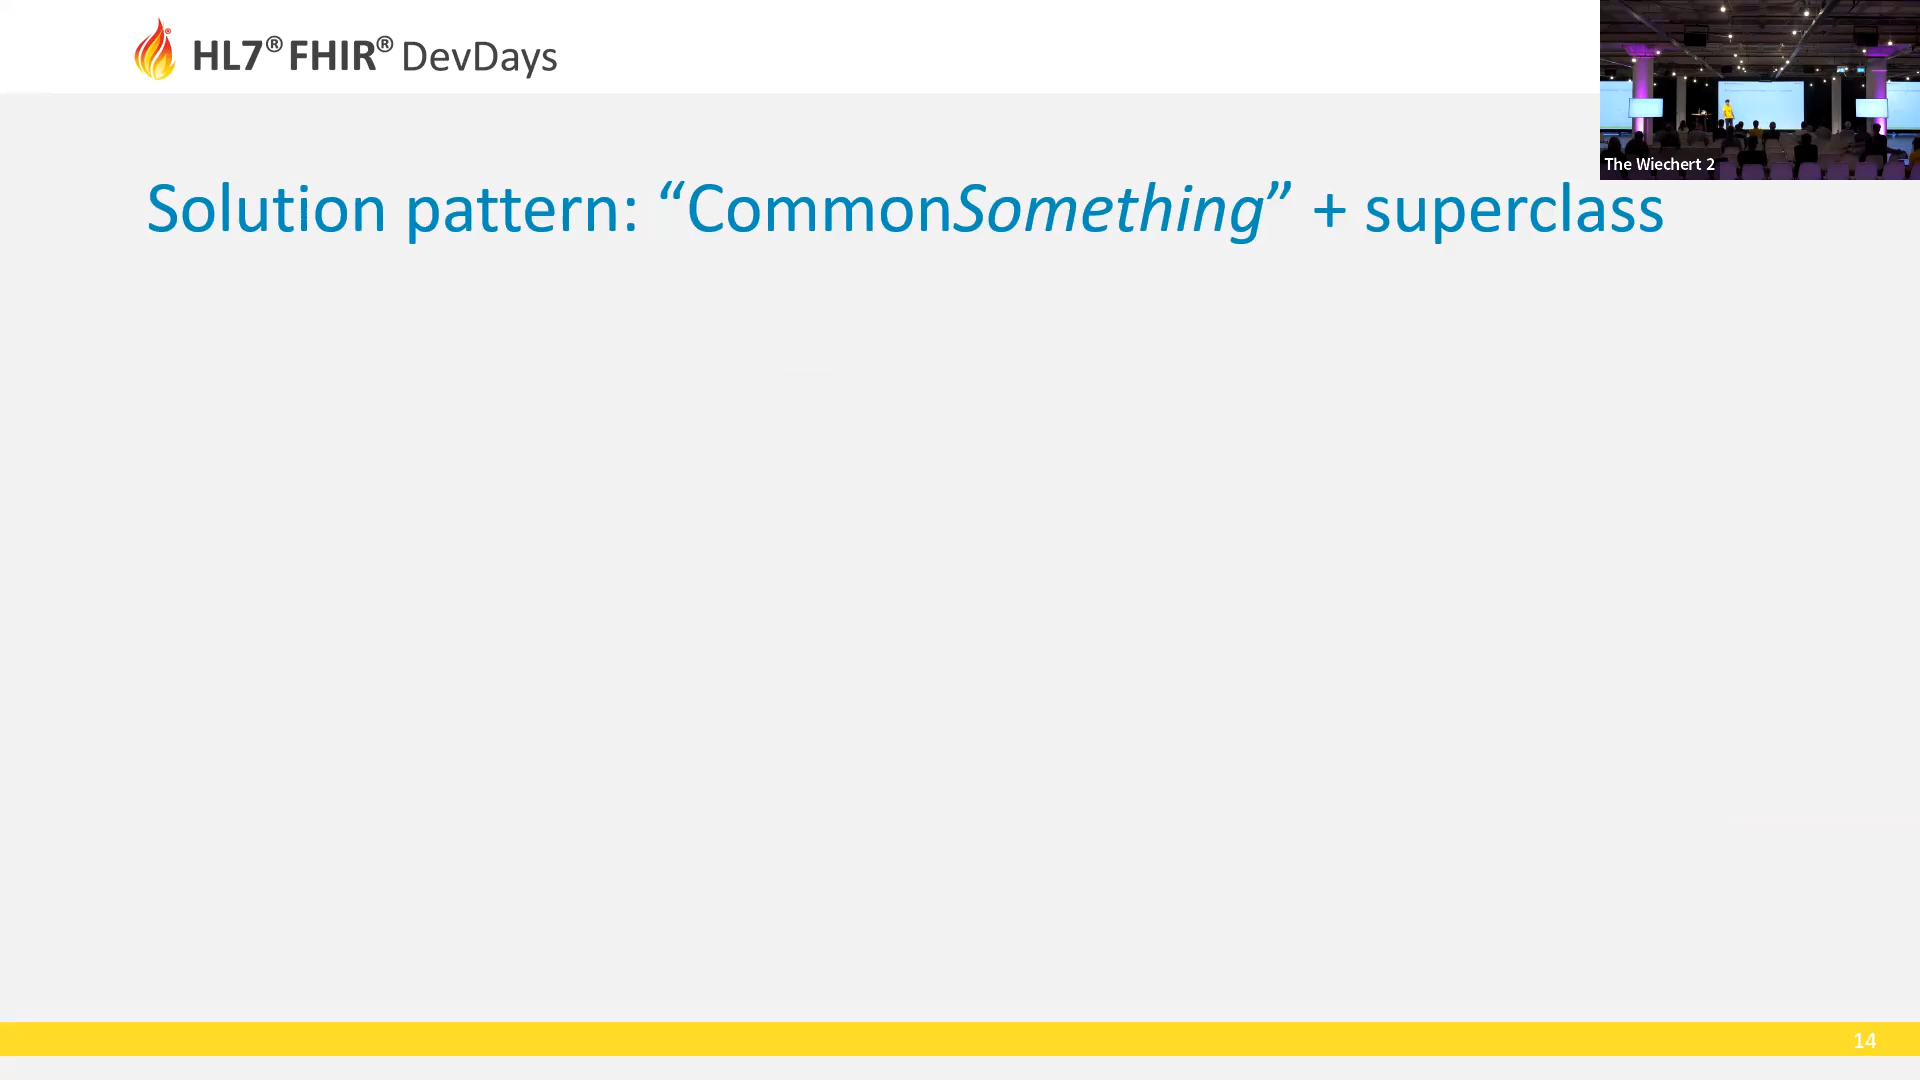 HL7® FHIR® DevDays
The Wiechert 2
Solution pattern: “CommonSomething” + superclass
14